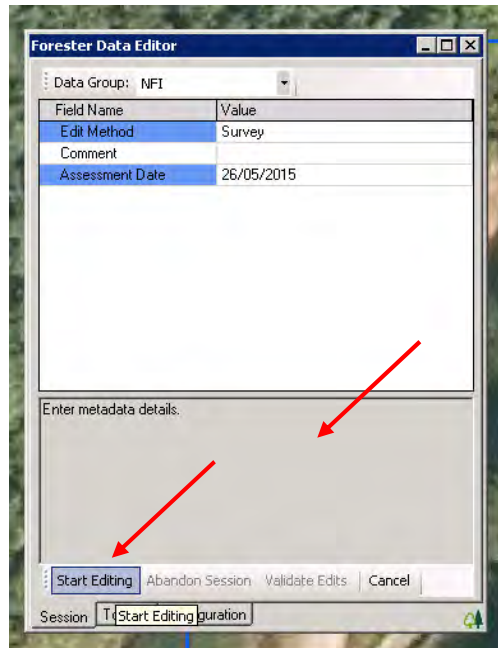 Forester Data Editor
Data Group: NFI
Field Name Value
Edit Method Survey
Comment
Assessment Date 26/05/2015
Enter metadata details.
Start Editing Abandon Session Validate Edits Cancel
Session Start Editing guration